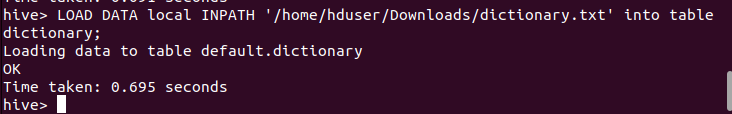 hive> LOAD DATA local INPATH '/home/hduser/Downloads/dictionary.txt' into table
dictionary;
Loading data to table default.dictionary
OK
Time taken: 0.695 seconds
hive>